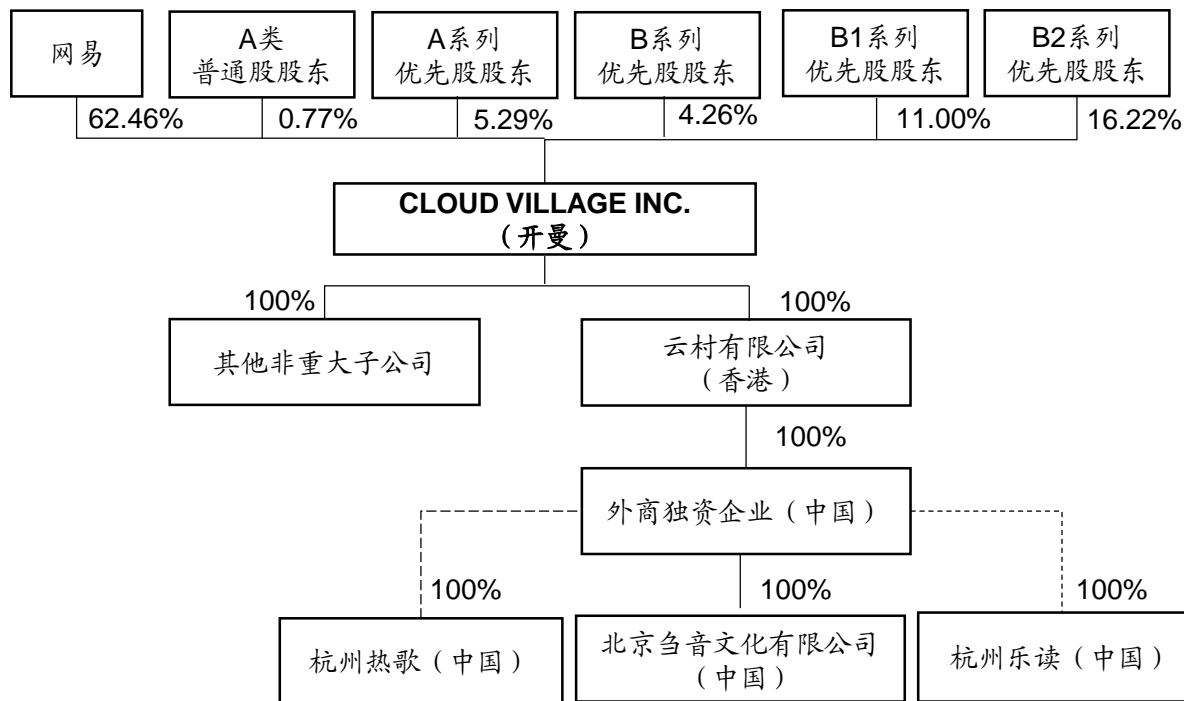 网易
A类
普通股股东
A系列
优先股股东
B系列
优先股股东
B1系列
优先股股东
B2系列
优先股股东
62.46%
0.77%
5.29%
4.26%
11.00%
16.22%
CLOUD VILLAGE INC.
（开曼）
100%
100%
其他非重大子公司
云村有限公司
（香港）
100%
外商独资企业（中国）
100%
100%
100%
杭州热歌（中国）
北京刍音文化有限公司
（中国）
杭州乐读（中国）